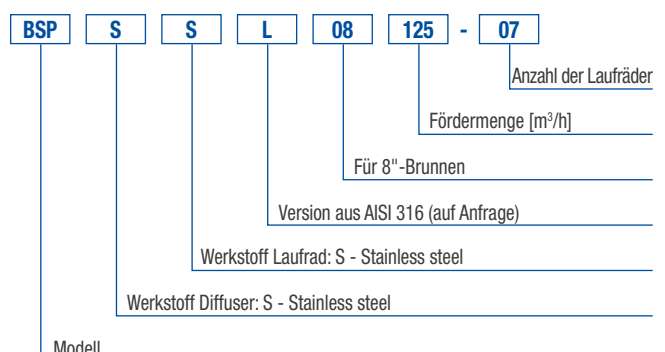 BSP S S L 08 125 - 07
Anzahl der Laufräder
Fördermenge [m³/h]
Für 8"-Brunnen
Version aus AISI 316 (auf Anfrage)
Werkstoff Laufrad: S - Stainless steel
Werkstoff Diffuser: S - Stainless steel
Modell